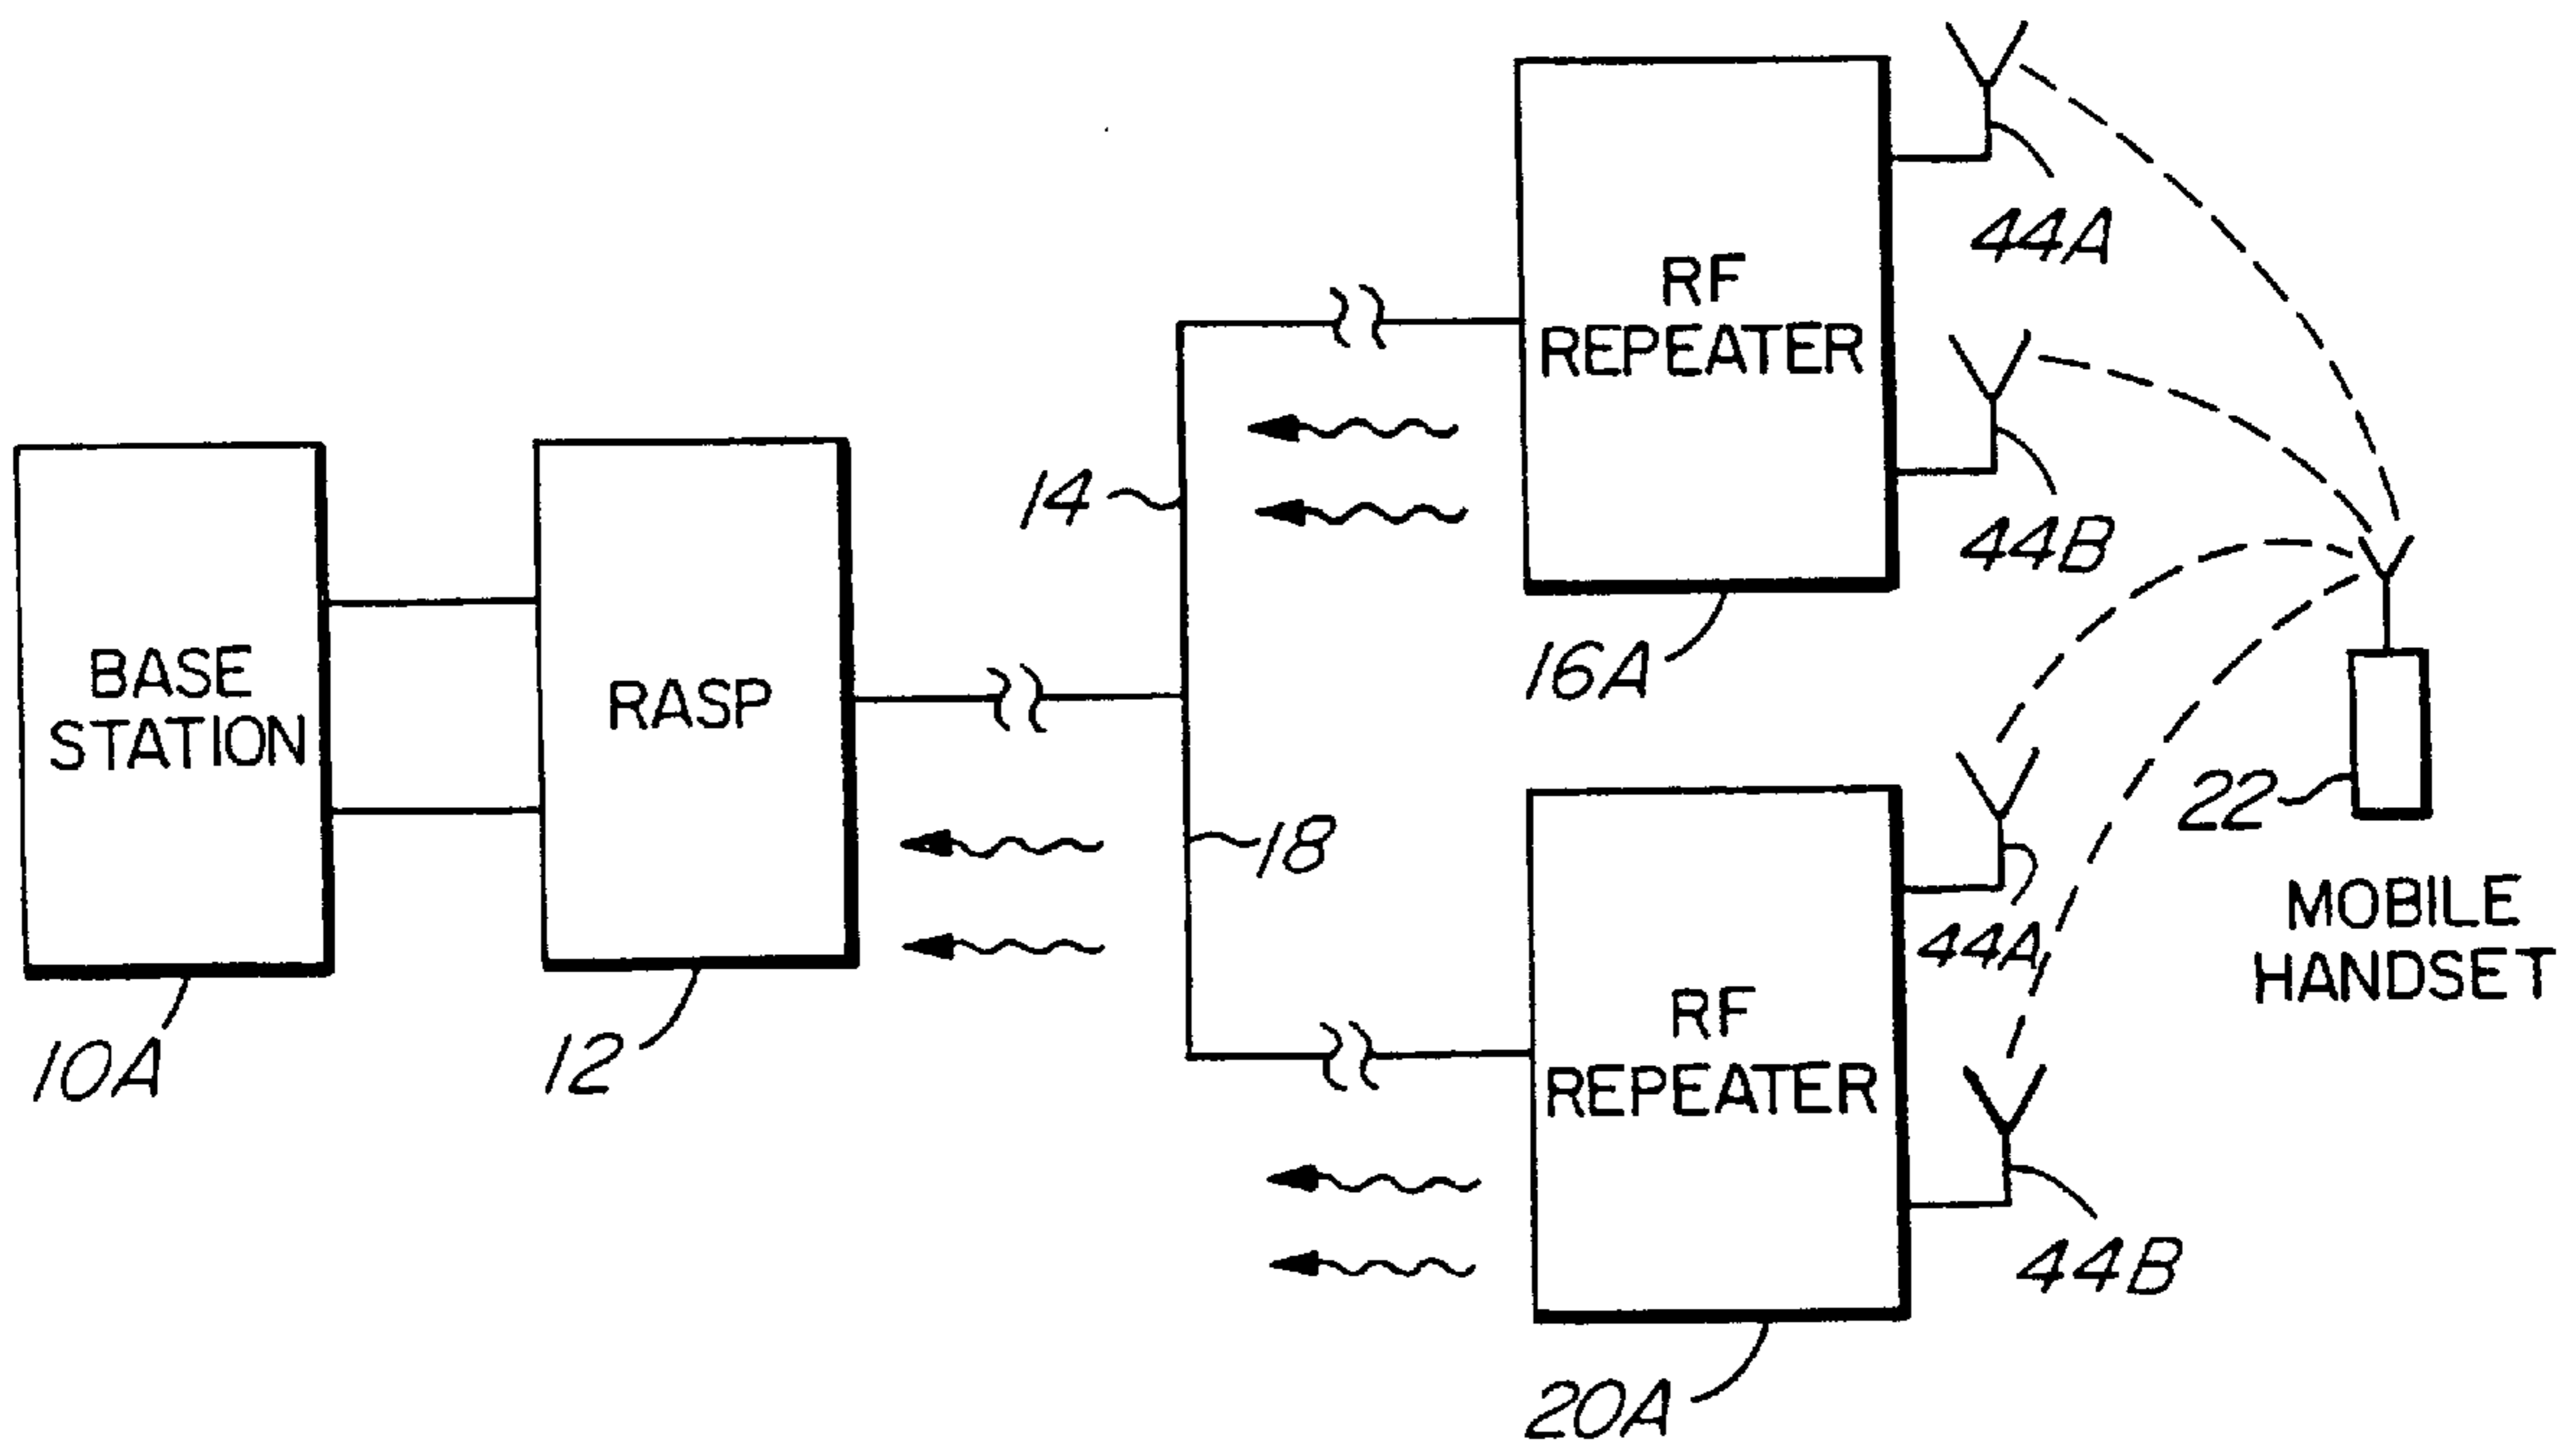 BASE
STATION
10A
RASP
12
14
18
RF
REPEATER
16A
44A
44B
RF
REPEATER
20A
44A
44B
22
MOBILE
HANDSET